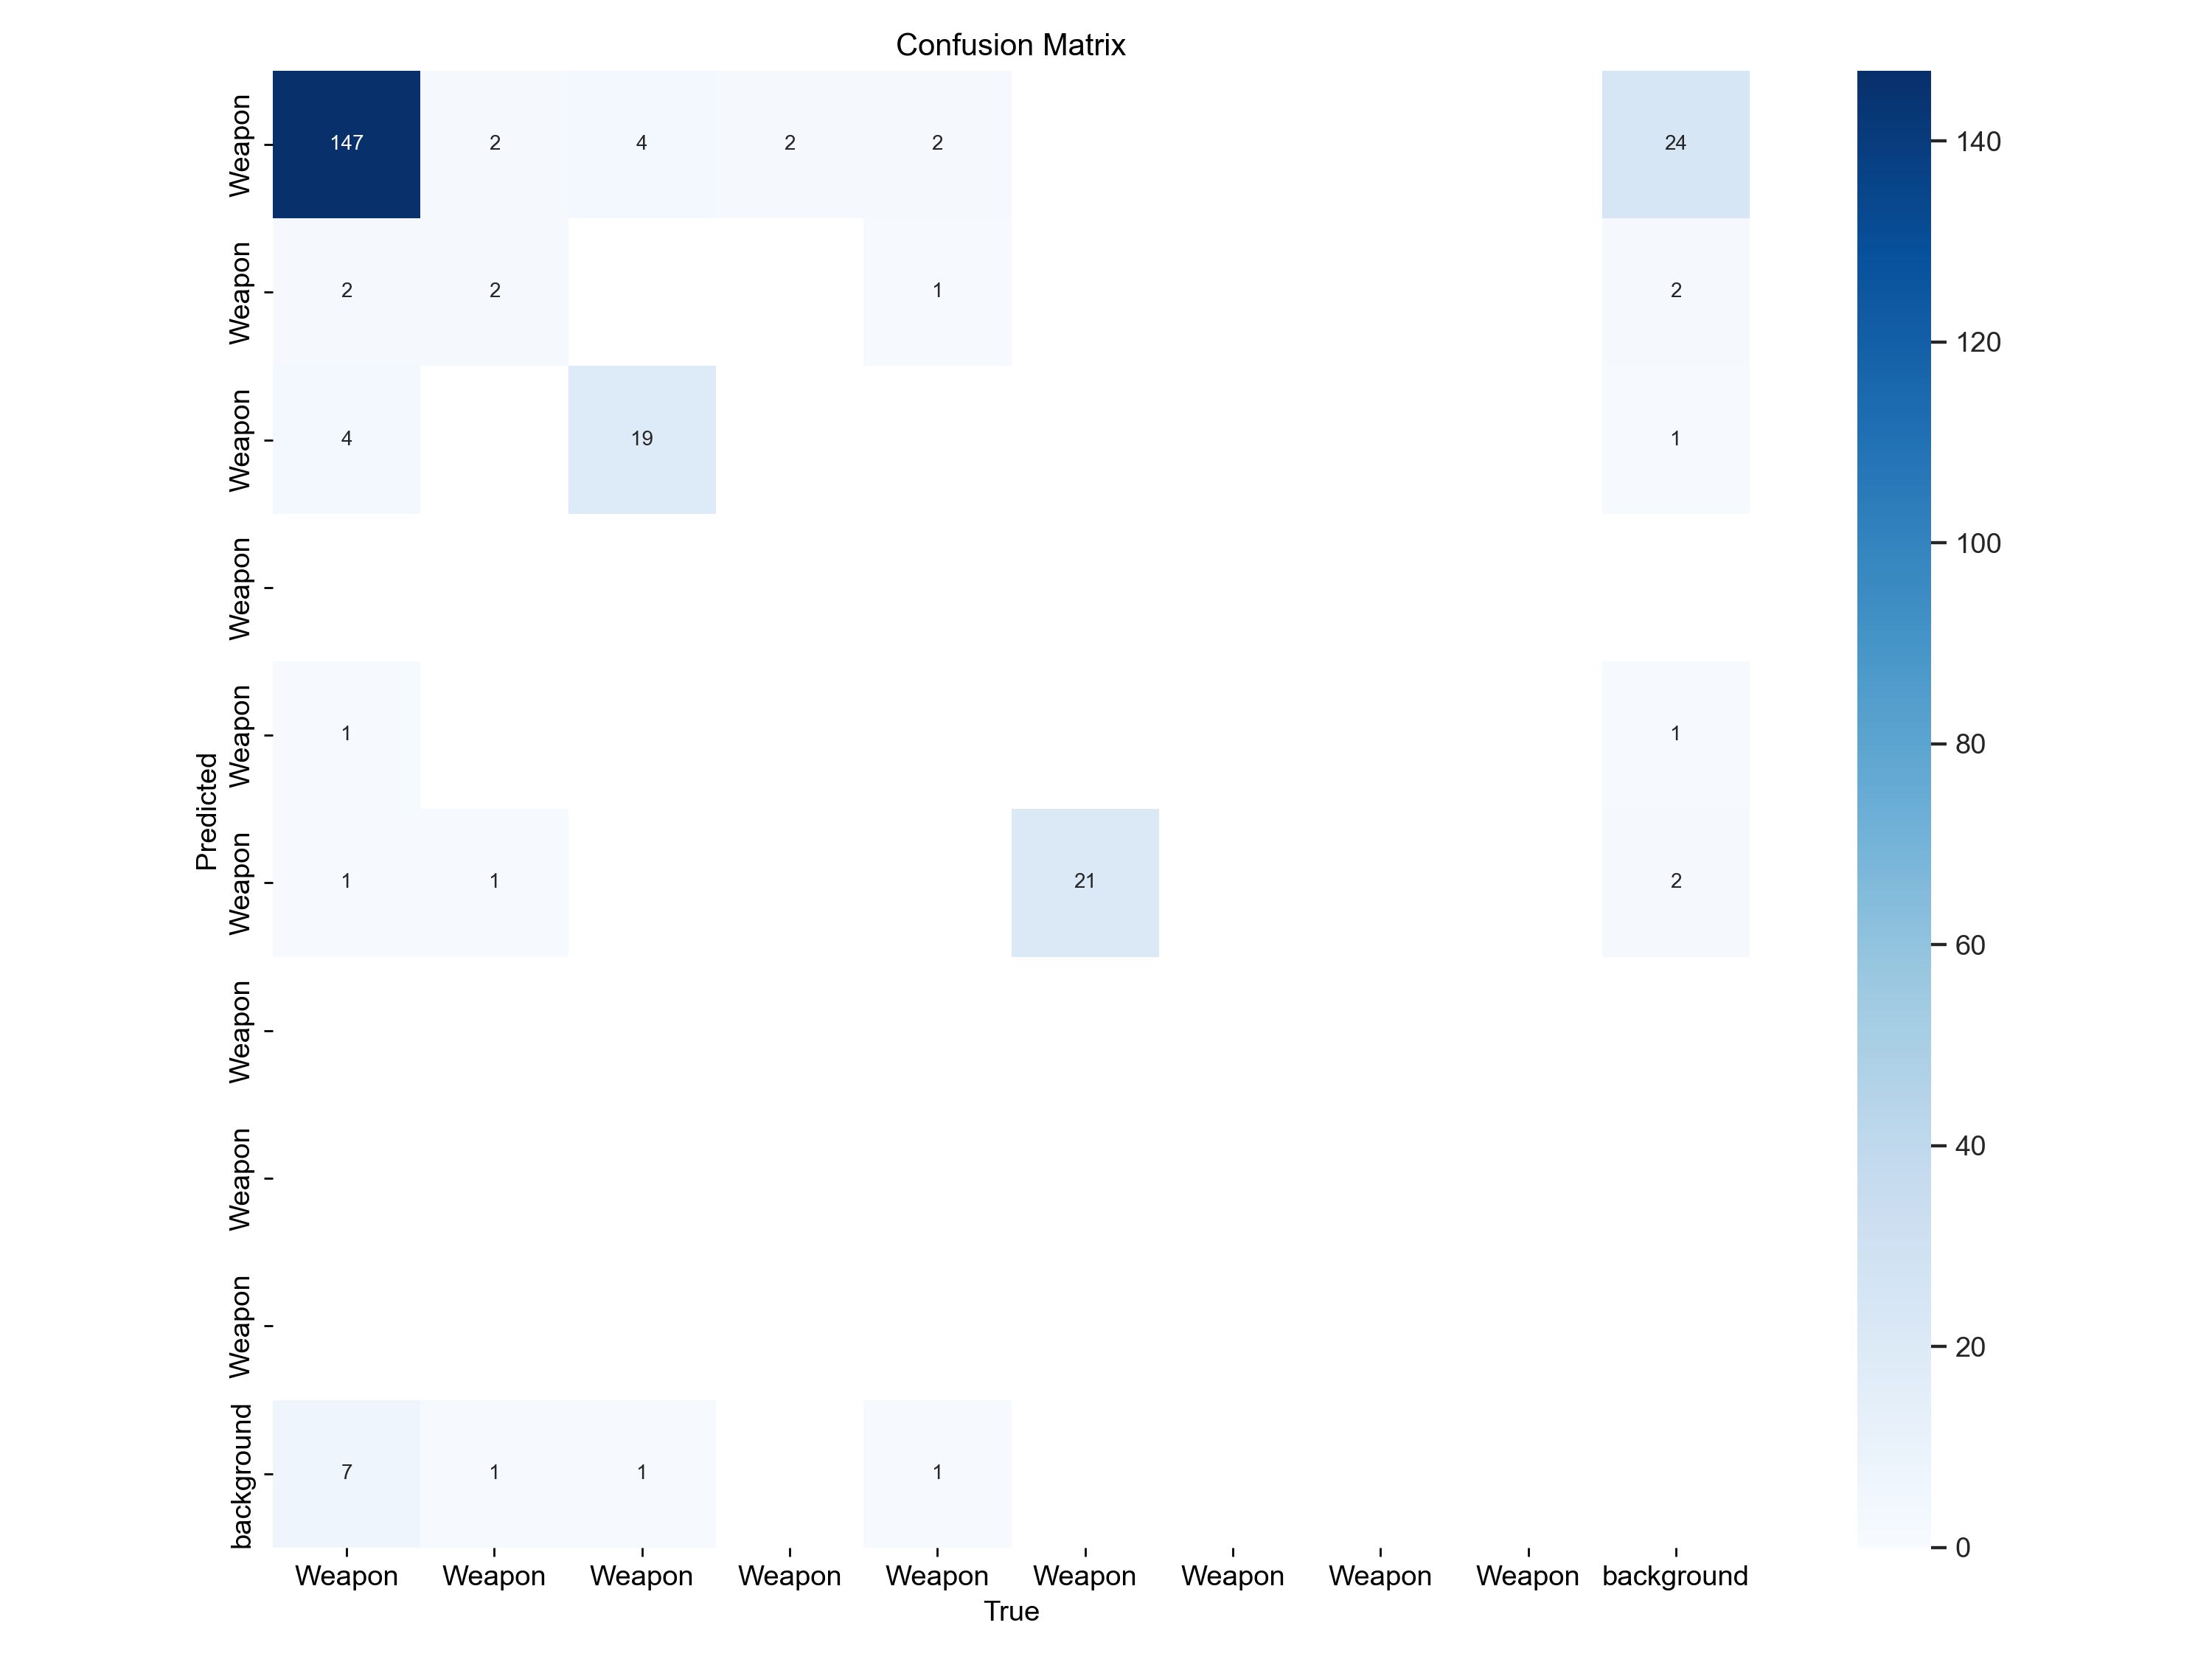 Confusion Matrix
Weapon 147 2 4 2 2 24
Weapon 2 2 1 2
Weapon 4 19 1
Weapon
Weapon 1 1
Weapon 1 1 21 2
Weapon
Weapon
Weapon
background 7 1 1 1
Weapon Weapon Weapon Weapon Weapon Weapon Weapon Weapon Weapon background
True
Predicted
140
120
100
80
60
40
20
0